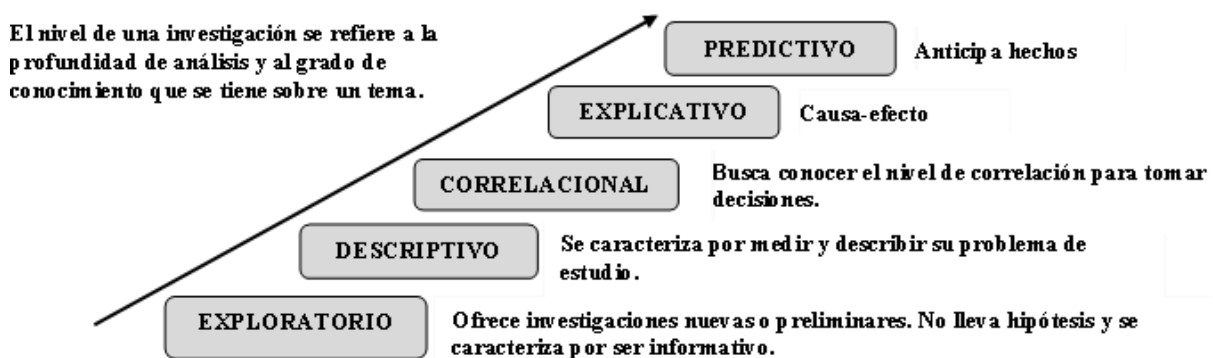 El nivel de una investigación se refiere a la
profundidad de análisis y al grado de
conocimiento que se tiene sobre un tema.
PREDICTIVO
Anticipa hechos
EXPLICATIVO
Causa-efecto
CORRELACIONAL
Busca conocer el nivel de correlación para tomar
decisiones.
DESCRIPTIVO
Se caracteriza por medir y describir su problema de
estudio.
EXPLORATORIO
Ofrece investigaciones nuevas o preliminares. No lleva hipótesis y se
caracteriza por ser informativo.